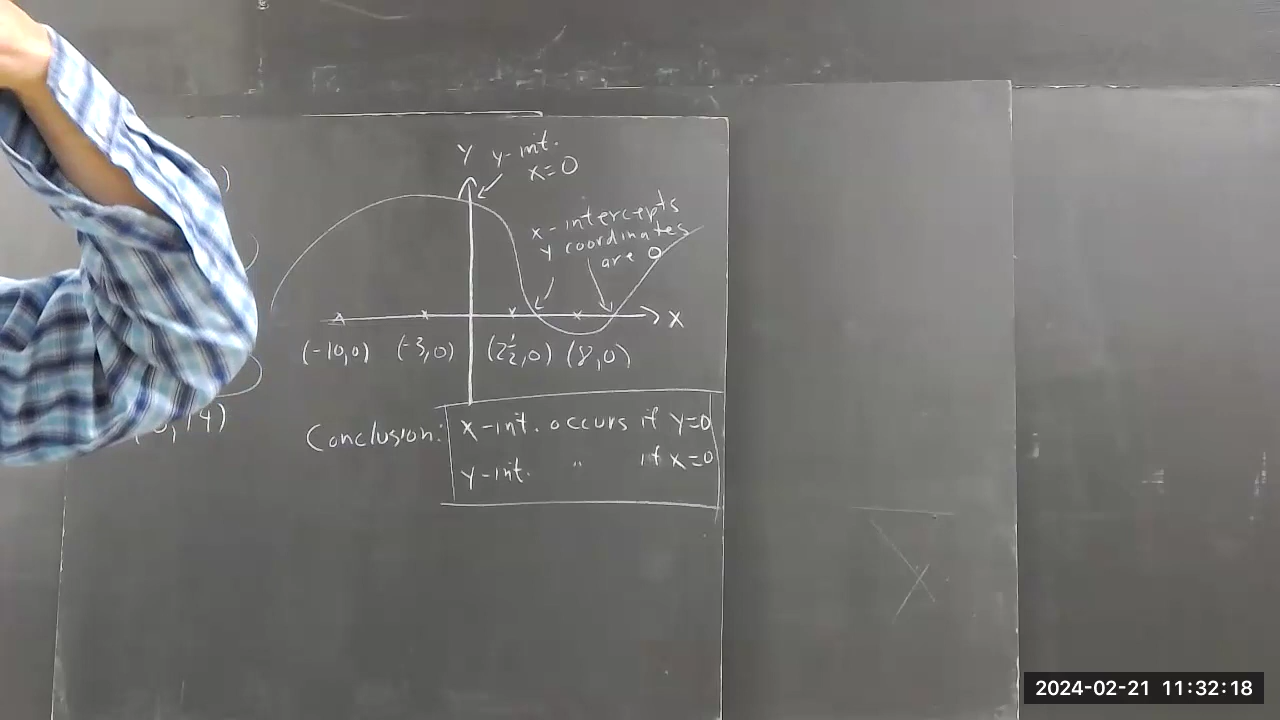 Y y-int.
x=0
x-intercepts
y coordinates
are 0
X
(-10,0) (-3,0) (2½,0) (8,0)
Conclusion: X-int. occurs if y=0
Y-int. " if x=0
,14)
2024-02-21 11:32:18